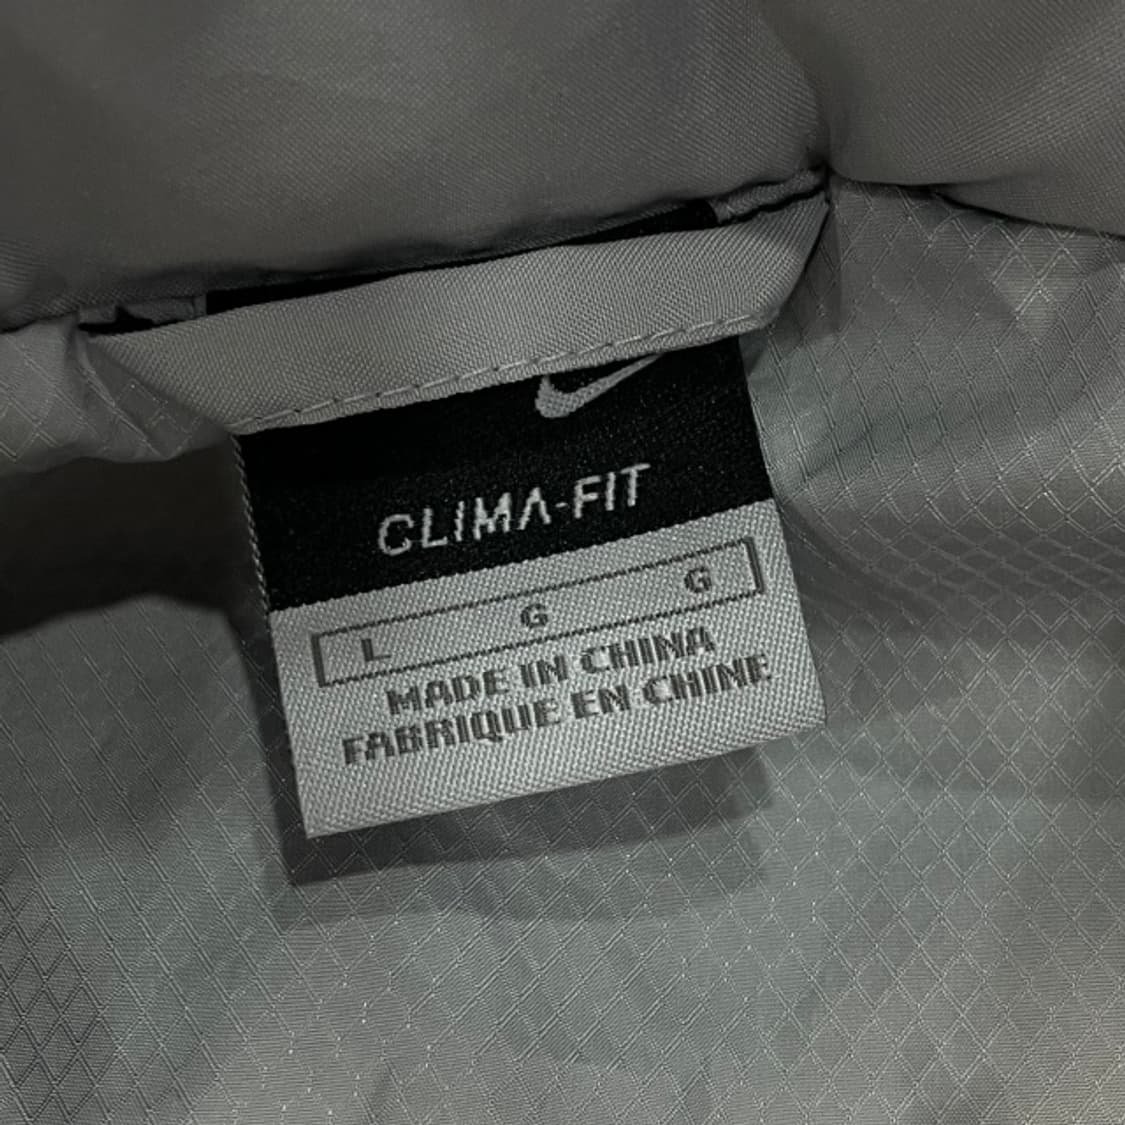 CLIMA-FIT
L G G
MADE IN CHINA
FABRIQUE EN CHINE